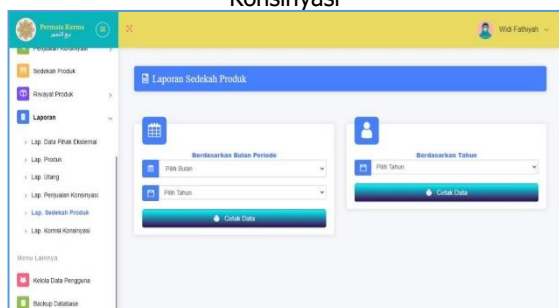 Konsinyasi
Permata Kurma
Widi Fathiyah
Penjualan Konsinyasi
Sedekah Produk
Riwayat Produk
Laporan
Lap. Data Pihak Eksternal
Lap. Produk
Lap. Utang
Lap. Penjualan Konsinyasi
Lap. Sedekah Produk
Lap. Komisi Konsinyasi
Menu Lainnya
Kelola Data Pengguna
Backup Database
Laporan Sedekah Produk
Berdasarkan Bulan Periode
Pilih Bulan
Pilih Tahun
Cetak Data
Berdasarkan Tahun
Pilih Tahun
Cetak Data